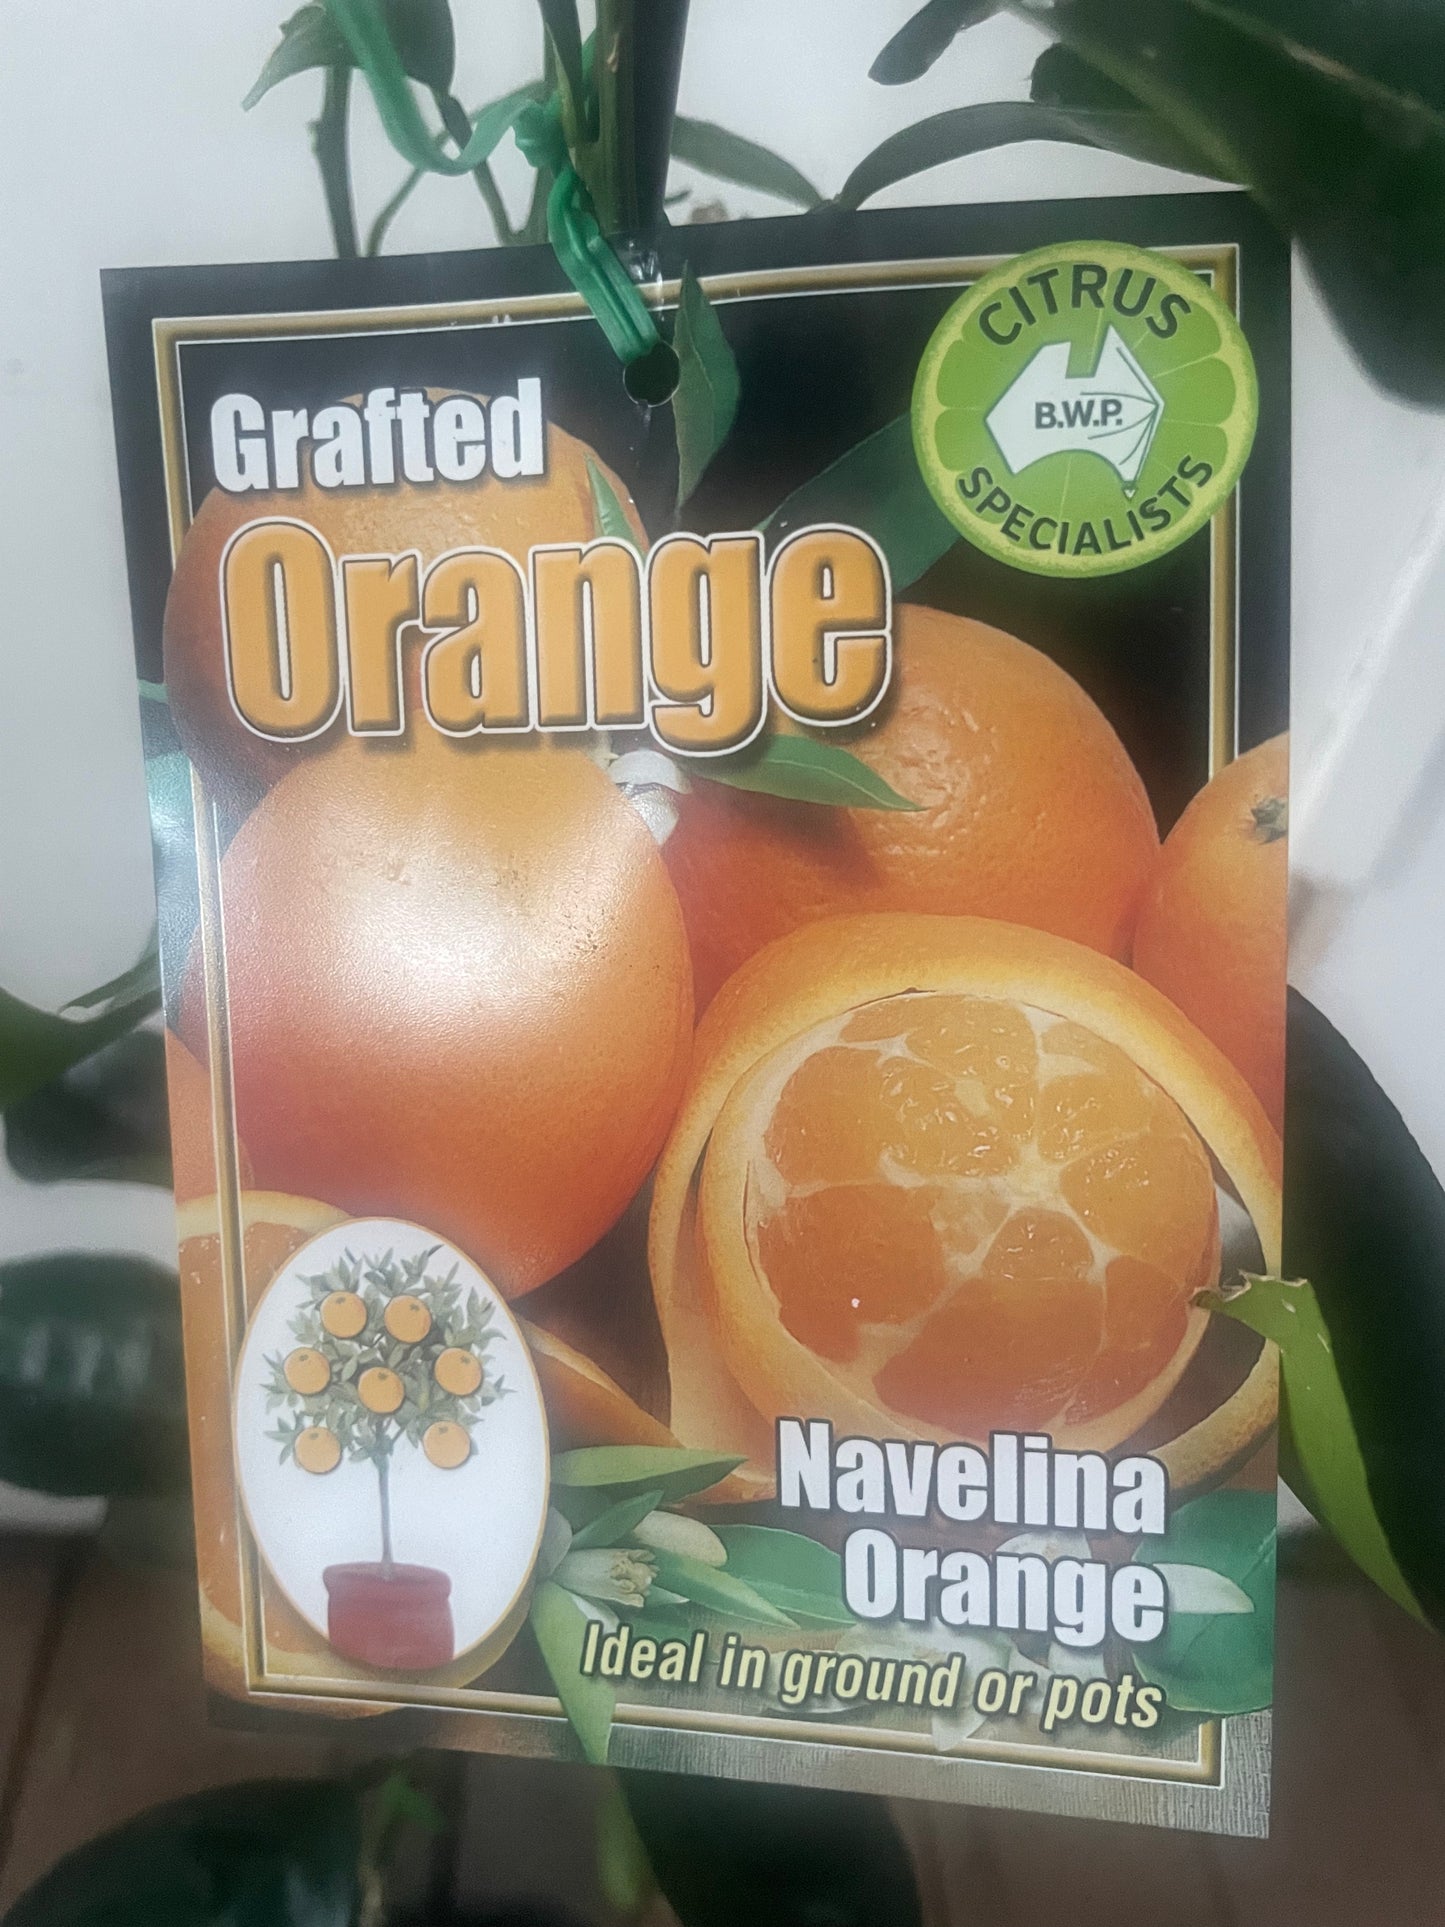 CITRUS
B.W.P.
SPECIALISTS
Grafted
Orange
Navelina
Orange
Ideal in ground or pots